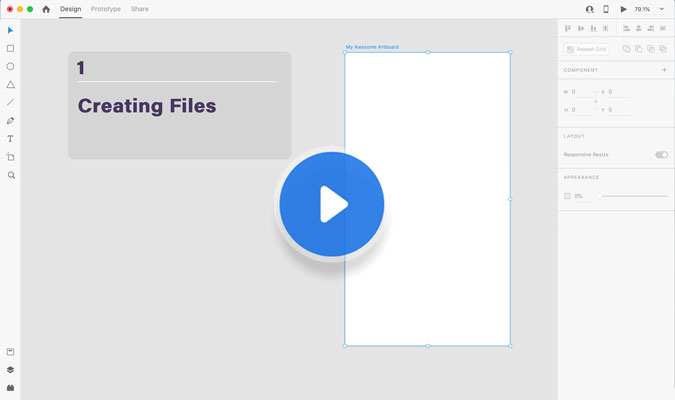 Design Prototype Share 79.1%
My Awesome Artboard
1
Creating Files
Repeat Grid
COMPONENT
W 0 X 0
H 0 Y 0
LAYOUT
Responsive Resize
APPEARANCE
0%
T